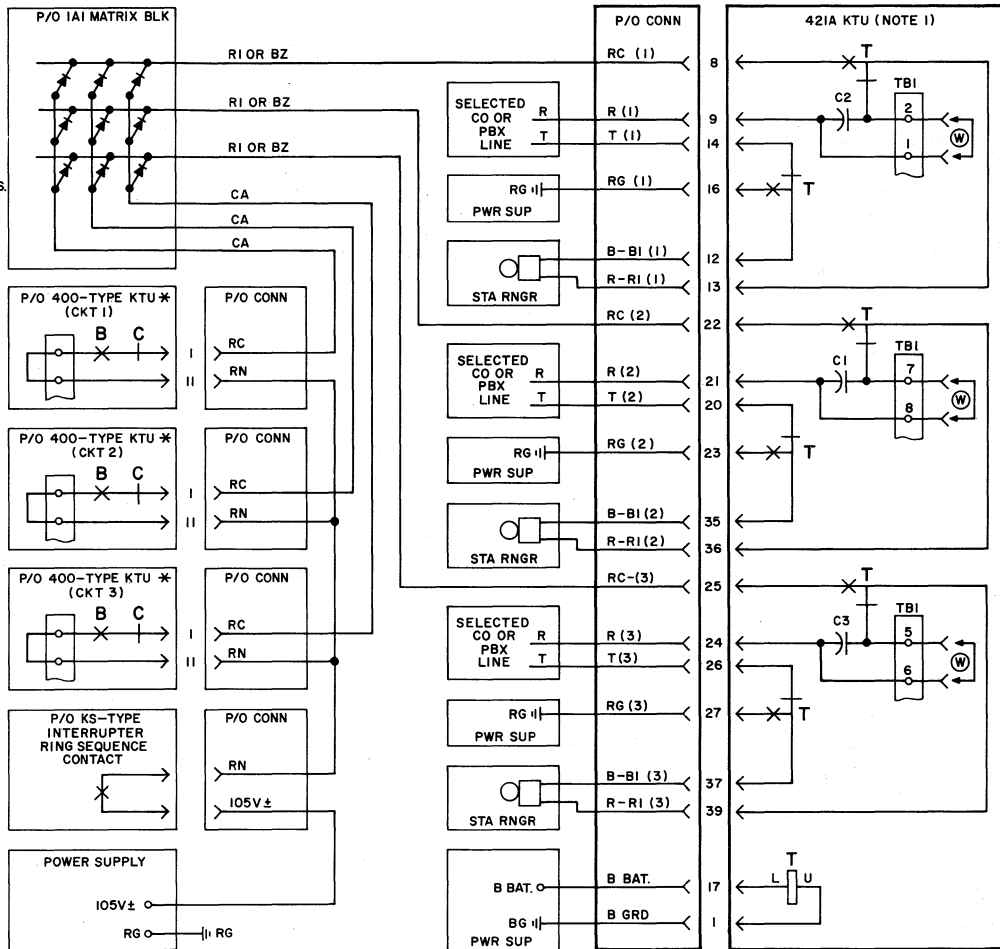 P/O 1A1 MATRIX BLK
R1 OR BZ
R1 OR BZ
R1 OR BZ
CA
CA
CA
S.
P/O 400-TYPE KTU *
(CKT 1)
B C
I
II
P/O CONN
RC
RN
P/O 400-TYPE KTU *
(CKT 2)
B C
I
II
P/O CONN
RC
RN
P/O 400-TYPE KTU *
(CKT 3)
B C
I
II
P/O CONN
RC
RN
P/O KS-TYPE
INTERRUPTER
RING SEQUENCE
CONTACT
P/O CONN
RN
105V±
POWER SUPPLY
105V±
RG
RG
SELECTED
CO OR
PBX
LINE
R
T
RG
PWR SUP
STA RNGR
SELECTED
CO OR
PBX
LINE
R
T
RG
PWR SUP
STA RNGR
SELECTED
CO OR
PBX
LINE
R
T
RG
PWR SUP
STA RNGR
B BAT.
BG
PWR SUP
P/O CONN
RC (1) 8
R (1) 9
T (1) 14
RG (1) 16
B-B1 (1) 12
R-R1 (1) 13
RC (2) 22
R (2) 21
T (2) 20
RG (2) 23
B-B1(2) 35
R-R1(2) 36
RC-(3) 25
R (3) 24
T(3) 26
RG (3) 27
B-B1 (3) 37
R-R1 (3) 39
B BAT. 17
B GRD 1
421A KTU (NOTE 1)
T
TB1
C2
2
1
W
T
T
TB1
C1
7
8
W
T
T
TB1
C3
5
6
W
T
T
L U